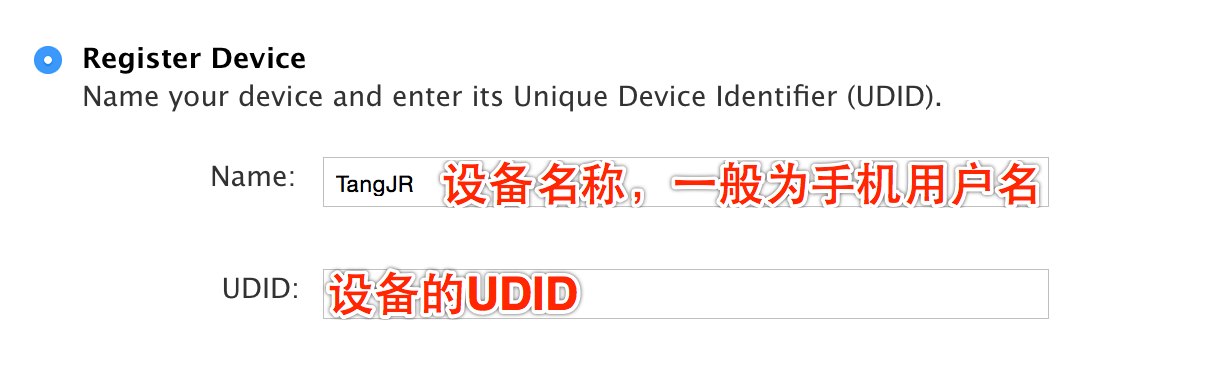 Register Device
Name your device and enter its Unique Device Identifier (UDID).
Name: TangJR 设备名称，一般为手机用户名
UDID: 设备的UDID